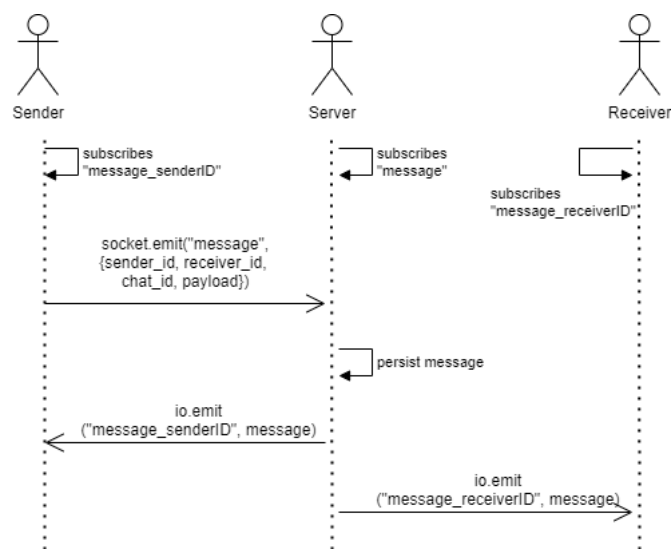 Sender
Server
Receiver
subscribes
"message_senderID"
subscribes
"message"
subscribes
"message_receiverID"
socket.emit("message",
{sender_id, receiver_id,
chat_id, payload})
persist message
io.emit
("message_senderID", message)
io.emit
("message_receiverID", message)